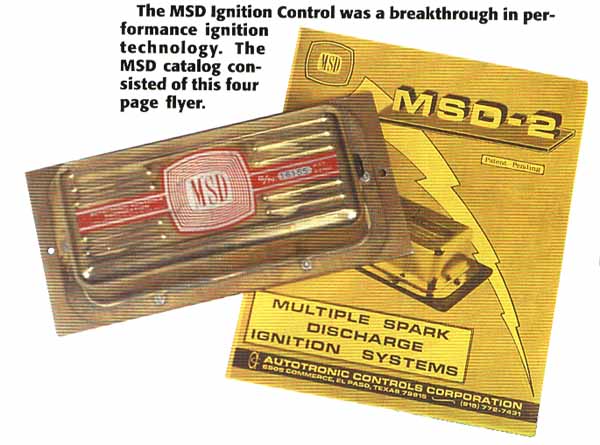 The MSD Ignition Control was a breakthrough in per-
formance ignition
technology. The
MSD catalog con-
sisted of this four
page flyer.
MSD
MSD-2
Patent Pending
MSD
S/N 16155
MULTIPLE SPARK
DISCHARGE
IGNITION SYSTEMS
AUTOTRONIC CONTROLS CORPORATION
6908 COMMERCE, EL PASO, TEXAS 79915
(915) 772-7431